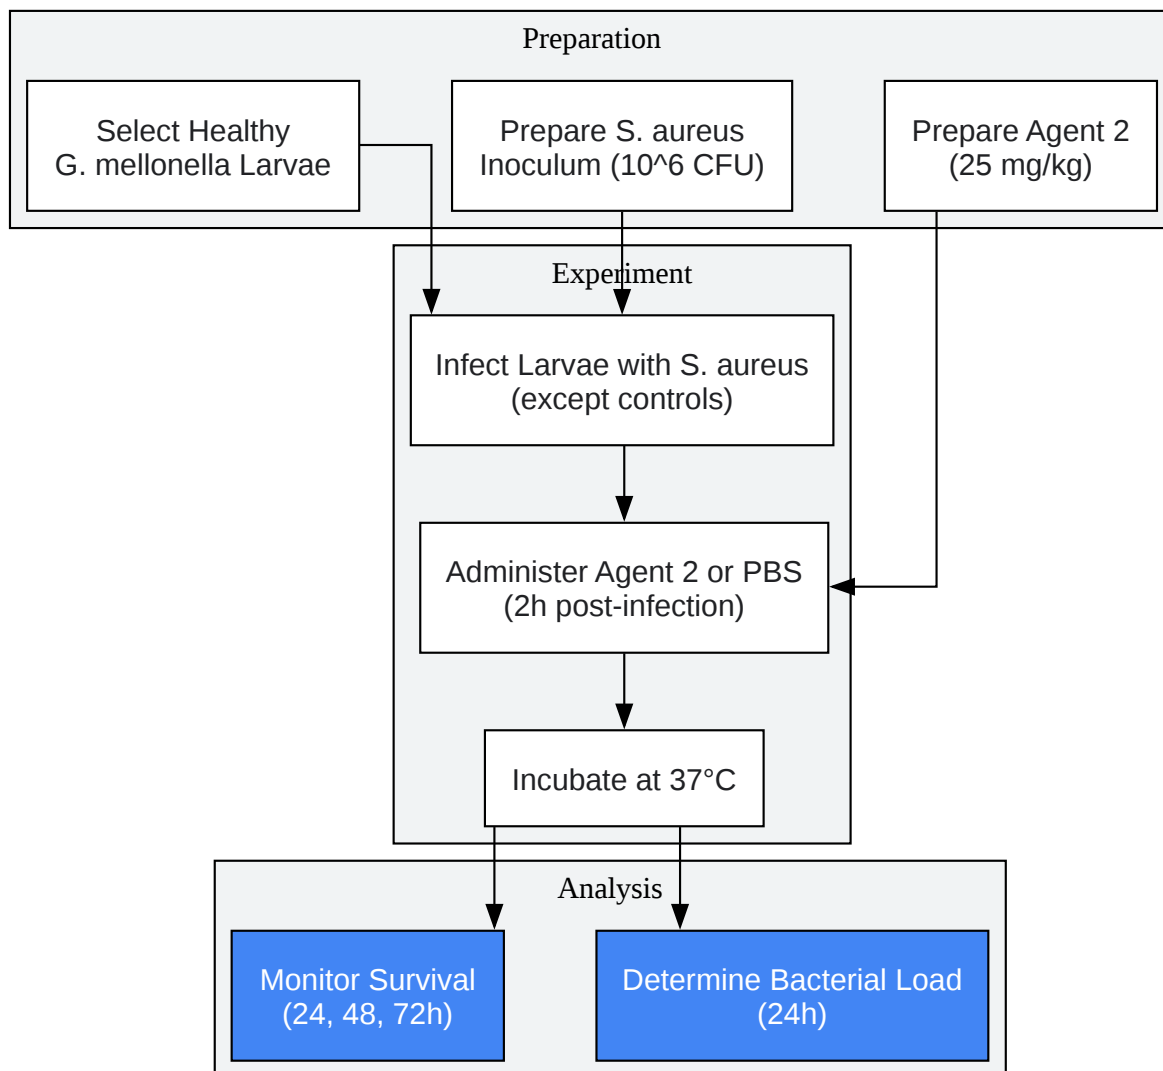 Preparation
Select Healthy
G. mellonella Larvae
Prepare S. aureus
Inoculum (10^6 CFU)
Prepare Agent 2
(25 mg/kg)
Experiment
Infect Larvae with S. aureus
(except controls)
Administer Agent 2 or PBS
(2h post-infection)
Incubate at 37°C
Analysis
Monitor Survival
(24, 48, 72h)
Determine Bacterial Load
(24h)